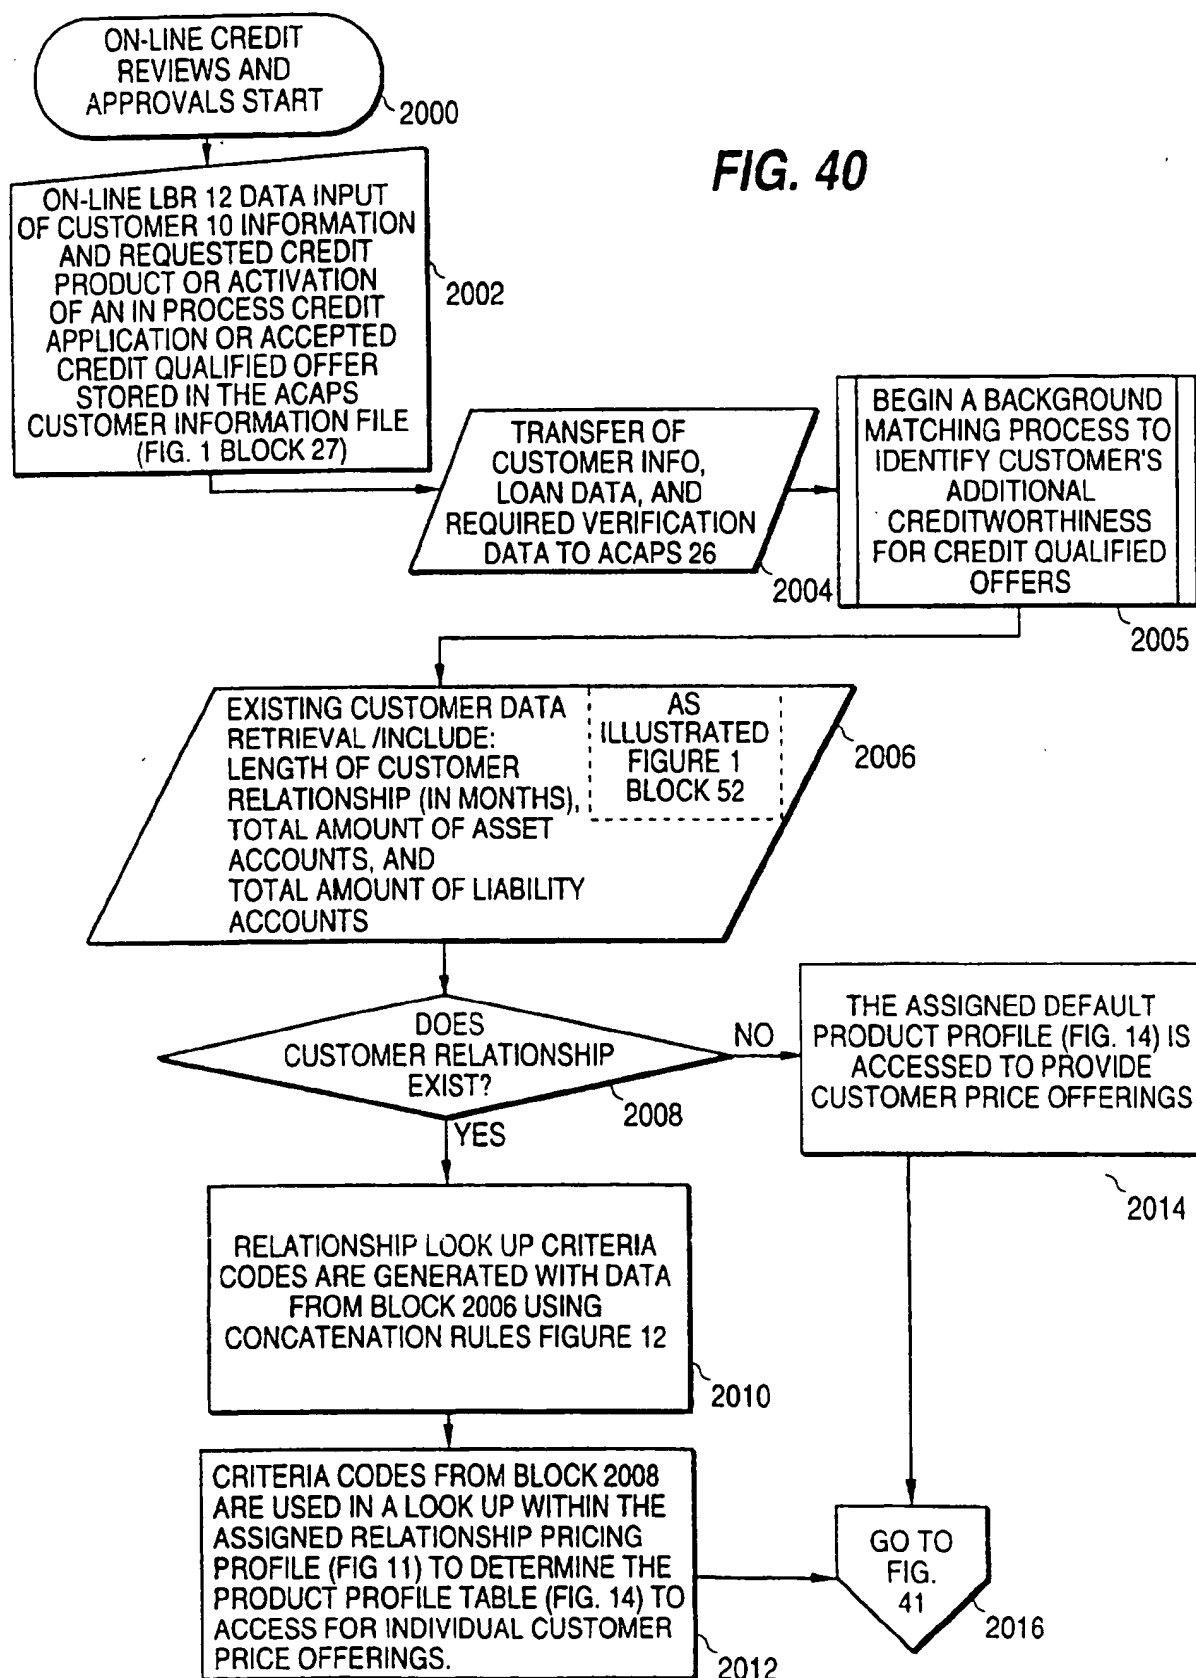 ON-LINE CREDIT
REVIEWS AND
APPROVALS START
2000
FIG. 40
ON-LINE LBR 12 DATA INPUT
OF CUSTOMER 10 INFORMATION
AND REQUESTED CREDIT
PRODUCT OR ACTIVATION
OF AN IN PROCESS CREDIT
APPLICATION OR ACCEPTED
CREDIT QUALIFIED OFFER
STORED IN THE ACAPS
CUSTOMER INFORMATION FILE
(FIG. 1 BLOCK 27)
2002
TRANSFER OF
CUSTOMER INFO,
LOAN DATA, AND
REQUIRED VERIFICATION
DATA TO ACAPS 26
2004
BEGIN A BACKGROUND
MATCHING PROCESS TO
IDENTIFY CUSTOMER'S
ADDITIONAL
CREDITWORTHINESS
FOR CREDIT QUALIFIED
OFFERS
2005
EXISTING CUSTOMER DATA
RETRIEVAL /INCLUDE:
LENGTH OF CUSTOMER
RELATIONSHIP (IN MONTHS),
TOTAL AMOUNT OF ASSET
ACCOUNTS, AND
TOTAL AMOUNT OF LIABILITY
ACCOUNTS
AS
ILLUSTRATED
FIGURE 1
BLOCK 52
2006
DOES
CUSTOMER RELATIONSHIP
EXIST?
2008
NO
YES
THE ASSIGNED DEFAULT
PRODUCT PROFILE (FIG. 14) IS
ACCESSED TO PROVIDE
CUSTOMER PRICE OFFERINGS
2014
RELATIONSHIP LOOK UP CRITERIA
CODES ARE GENERATED WITH DATA
FROM BLOCK 2006 USING
CONCATENATION RULES FIGURE 12
2010
CRITERIA CODES FROM BLOCK 2008
ARE USED IN A LOOK UP WITHIN THE
ASSIGNED RELATIONSHIP PRICING
PROFILE (FIG 11) TO DETERMINE THE
PRODUCT PROFILE TABLE (FIG. 14) TO
ACCESS FOR INDIVIDUAL CUSTOMER
PRICE OFFERINGS.
2012
GO TO
FIG.
41
2016